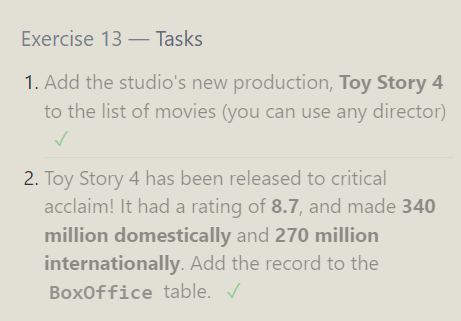 Exercise 13 — Tasks
1. Add the studio's new production, Toy Story 4
to the list of movies (you can use any director)
✓
2. Toy Story 4 has been released to critical
acclaim! It had a rating of 8.7, and made 340
million domestically and 270 million
internationally. Add the record to the
BoxOffice table. ✓